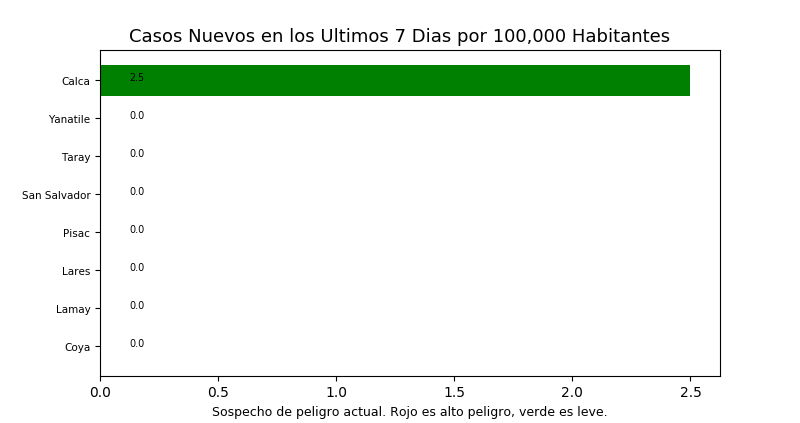 Casos Nuevos en los Ultimos 7 Dias por 100,000 Habitantes
Calca 2.5
Yanatile 0.0
Taray 0.0
San Salvador 0.0
Pisac 0.0
Lares 0.0
Lamay 0.0
Coya 0.0
0.0 0.5 1.0 1.5 2.0 2.5
Sospecho de peligro actual. Rojo es alto peligro, verde es leve.